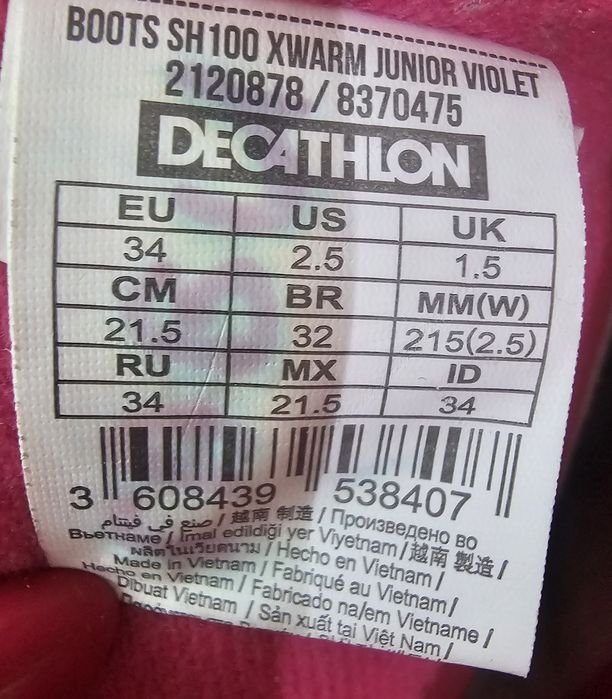 BOOTS SH100 XWARM JUNIOR VIOLET
2120878 / 8370475
DECATHLON
EU US UK
34 2.5 1.5
CM BR MM(W)
21.5 32 215(2.5)
RU MX ID
34 21.5 34
3 608439 538407
صنع في فيتنام / 越南 制造 / Произведено во
Вьетнаме / İmal edildiği yer Viyetnam / 越南 製造 /
ผลิตในเวียดนาม / Hecho en Vietnam /
Made in Vietnam / Fabriqué au Vietnam /
Hecho en Vietnam / Fabricado na/em Vietname /
Dibuat Vietnam / Sản xuất tại Việt Nam /